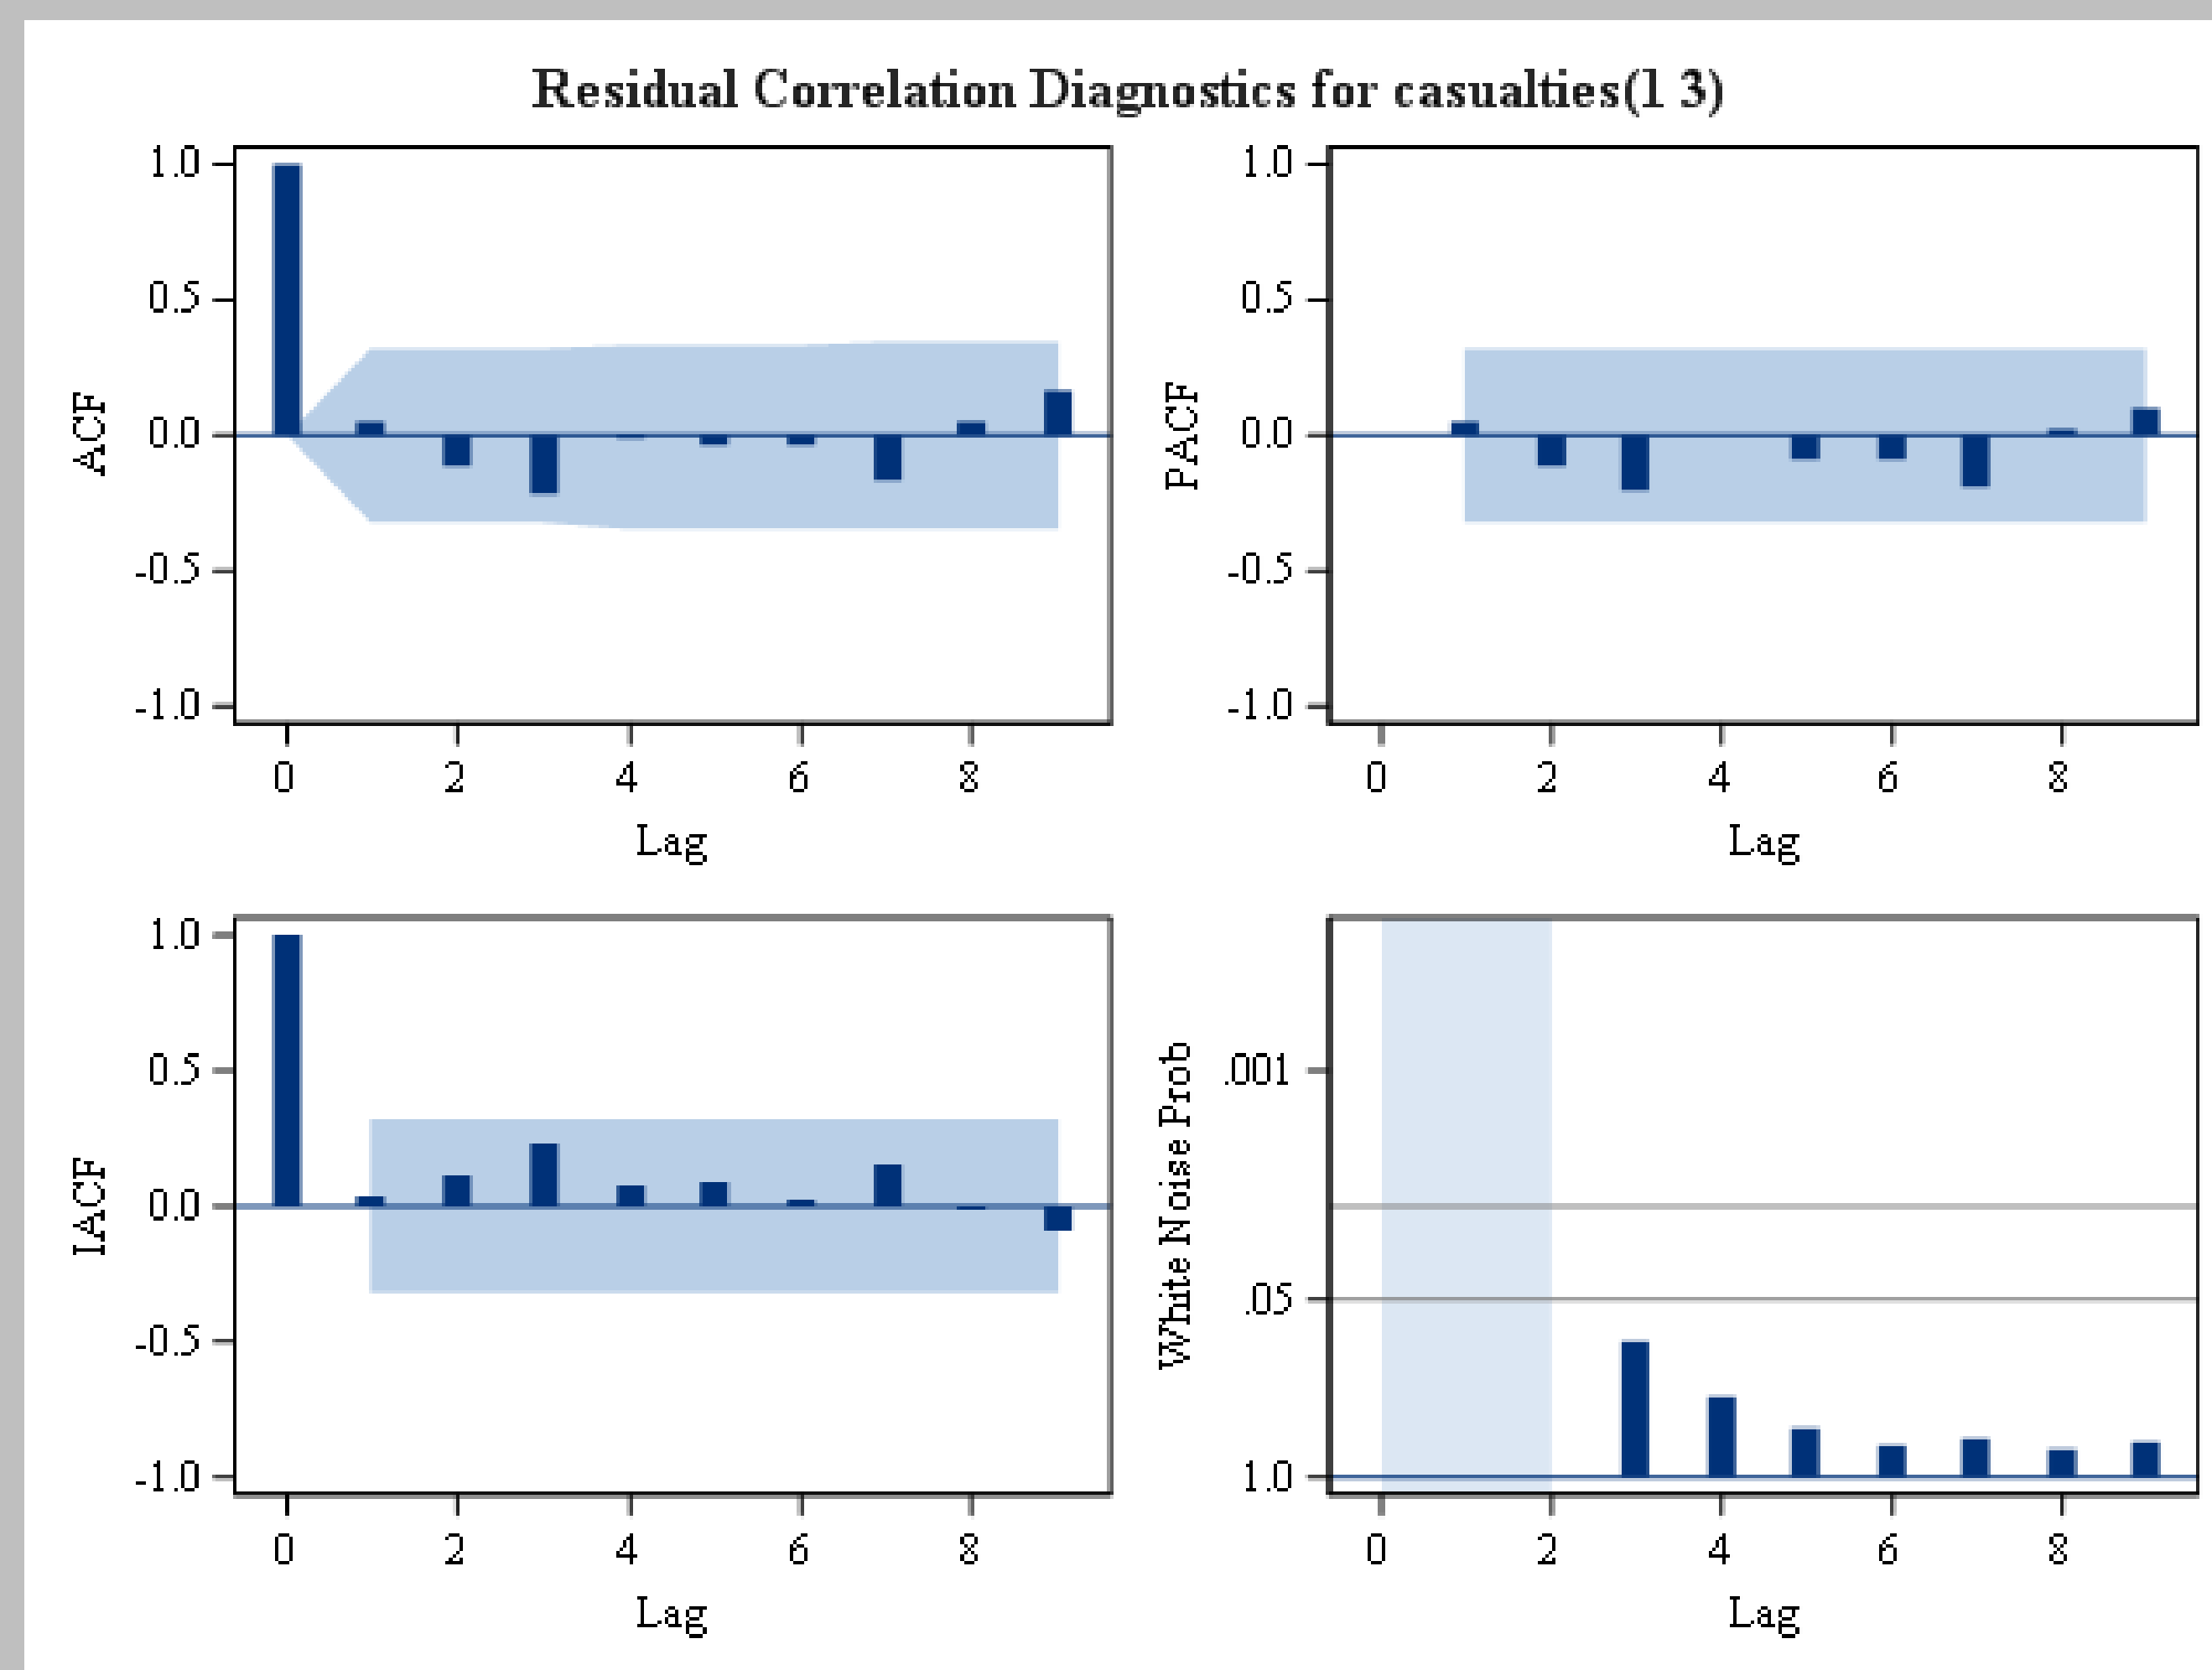 Residual Correlation Diagnostics for casualties(1 3)
1.0
0.5
0.0
-0.5
-1.0
ACF
0 2 4 6 8
Lag
1.0
0.5
0.0
-0.5
-1.0
PACF
0 2 4 6 8
Lag
1.0
0.5
0.0
-0.5
-1.0
IACF
0 2 4 6 8
Lag
.001
.05
1.0
White Noise Prob
0 2 4 6 8
Lag